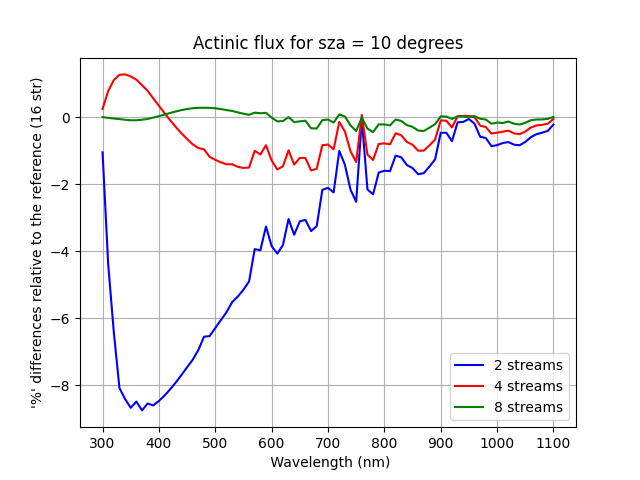 Actinic flux for sza = 10 degrees
'%' differences relative to the reference (16 str)
0
−2
−4
−6
−8
300 400 500 600 700 800 900 1000 1100
Wavelength (nm)
2 streams
4 streams
8 streams